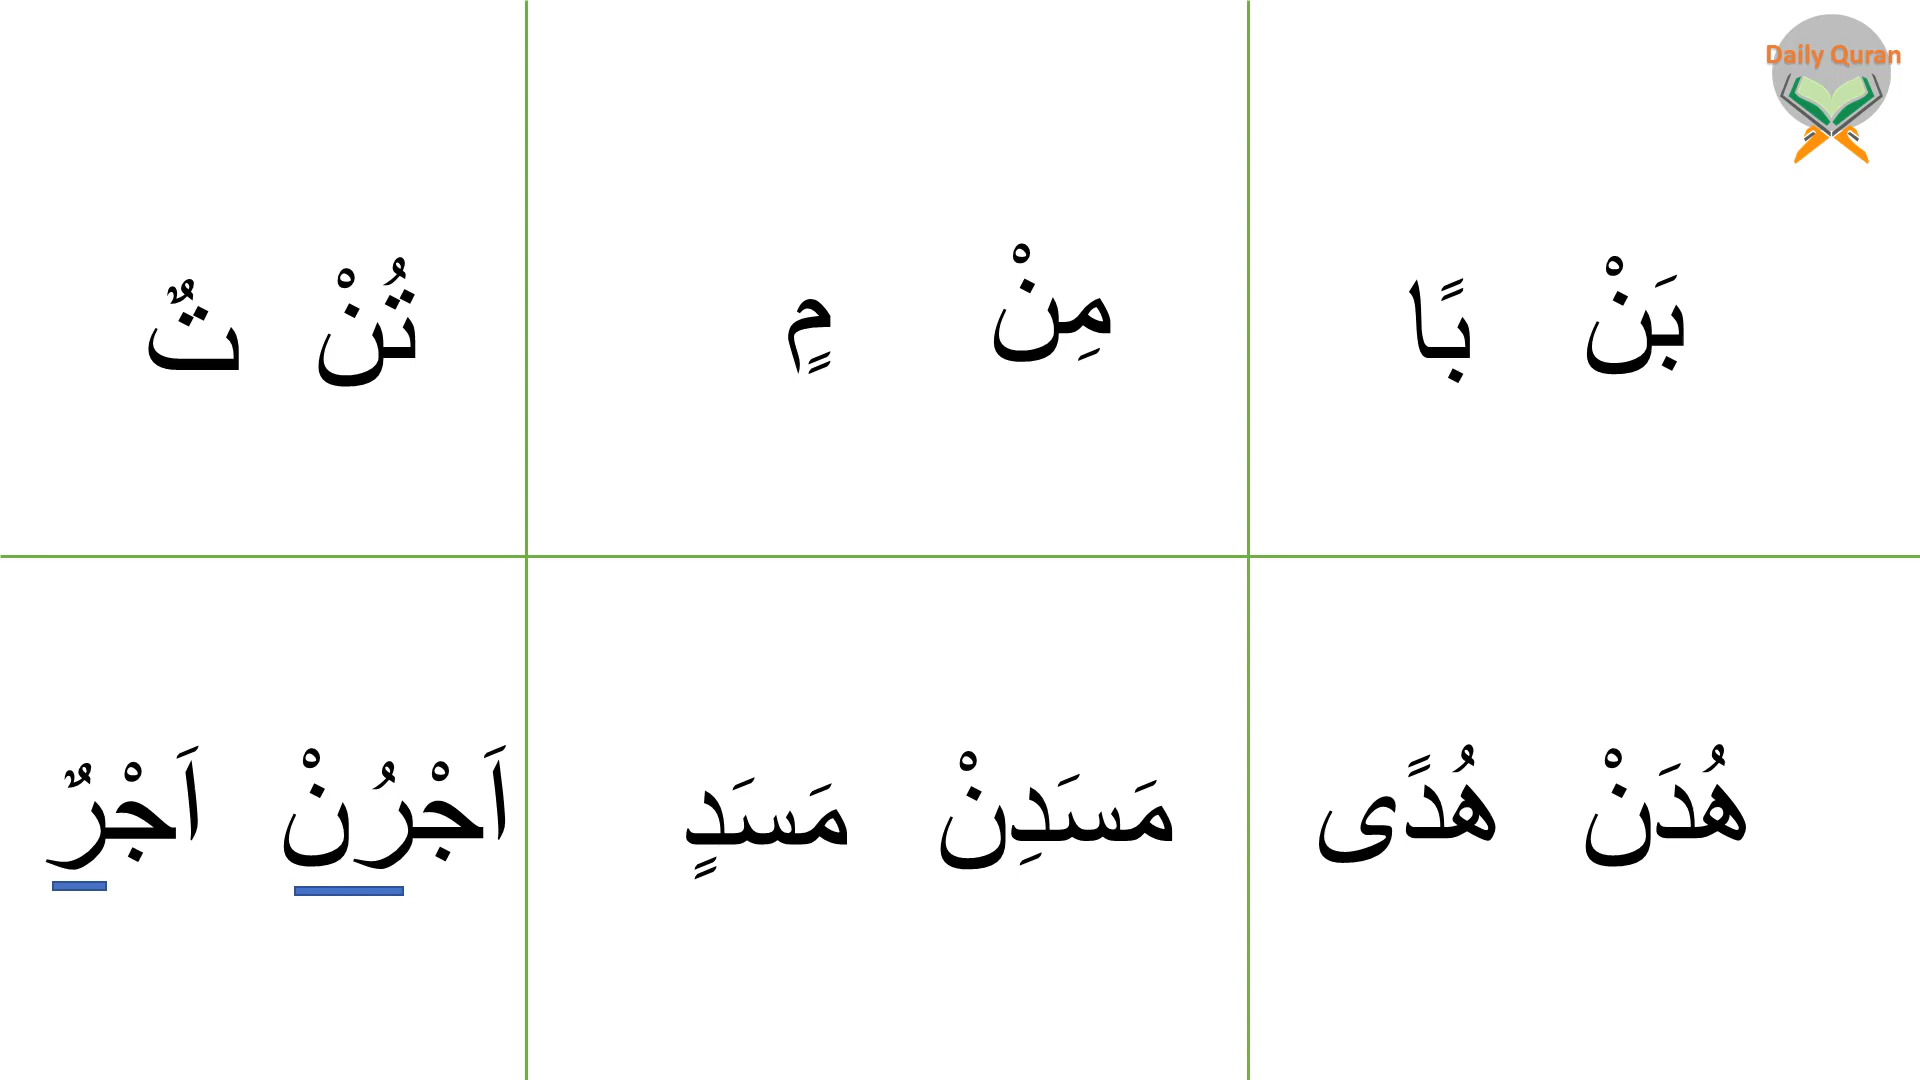 Daily Quran
بَنْ بًا
مِنْ مٍ
تُنْ تٌ
هُدَنْ هُدًى
مَسَدِنْ مَسَدٍ
اَجْرُنْ اَجْرٌ